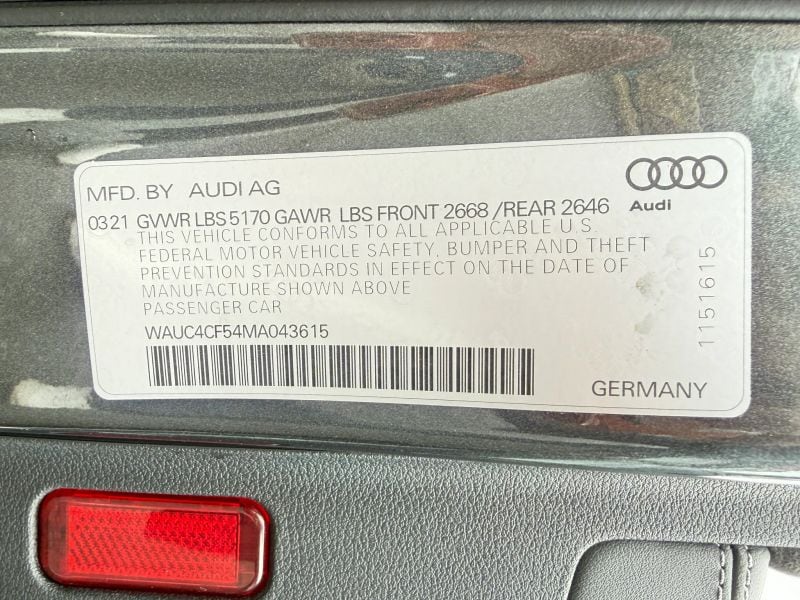 MFD. BY AUDI AG
Audi
0321 GVWR LBS 5170 GAWR LBS FRONT 2668 /REAR 2646
THIS VEHICLE CONFORMS TO ALL APPLICABLE U.S.
FEDERAL MOTOR VEHICLE SAFETY, BUMPER AND THEFT
PREVENTION STANDARDS IN EFFECT ON THE DATE OF
MANUFACTURE SHOWN ABOVE
PASSENGER CAR
WAUC4CF54MA043615
1151615
GERMANY